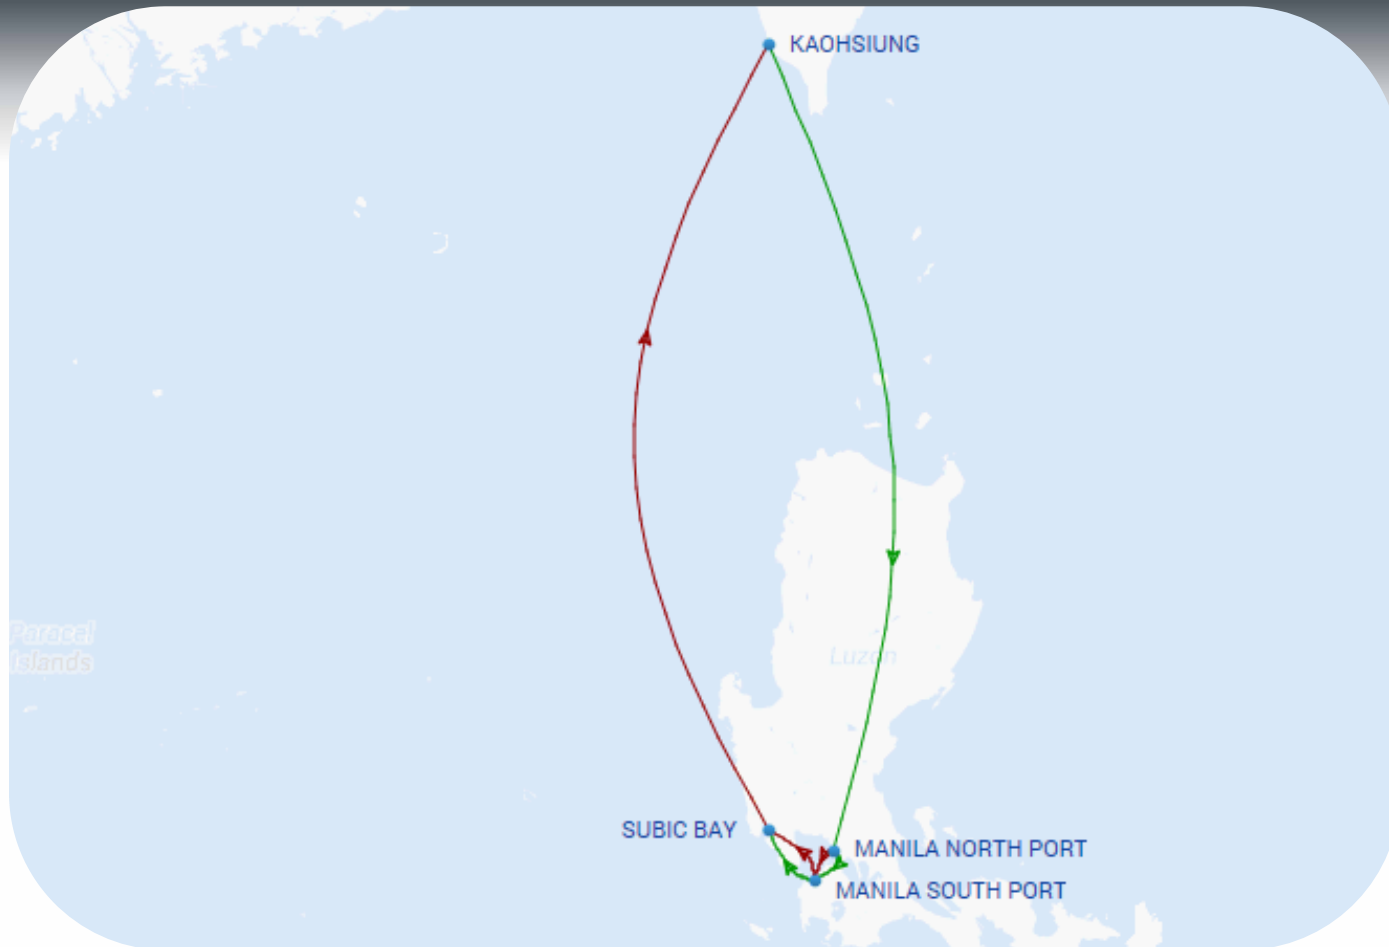 KAOHSIUNG
Paracel
Islands
Luzon
SUBIC BAY
MANILA NORTH PORT
MANILA SOUTH PORT